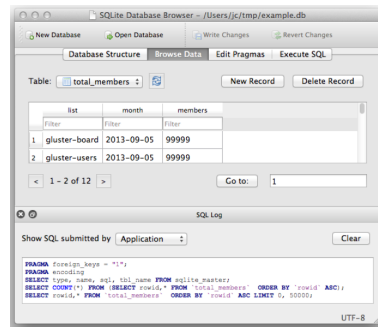 SQLite Database Browser - /Users/jc/tmp/example.db
New Database Open Database Write Changes Revert Changes
Database Structure Browse Data Edit Pragmas Execute SQL
Table: total_members New Record Delete Record
list month members
Filter Filter Filter
1 gluster-board 2013-09-05 99999
2 gluster-users 2013-09-05 99999
< 1 - 2 of 12 > Go to: 1
SQL Log
Show SQL submitted by Application Clear
PRAGMA foreign_keys = "1";
PRAGMA encoding
SELECT type, name, sql, tbl_name FROM sqlite_master;
SELECT COUNT(*) FROM (SELECT rowid,* FROM `total_members` ORDER BY `rowid` ASC);
SELECT rowid,* FROM `total_members` ORDER BY `rowid` ASC LIMIT 0, 50000;
UTF-8